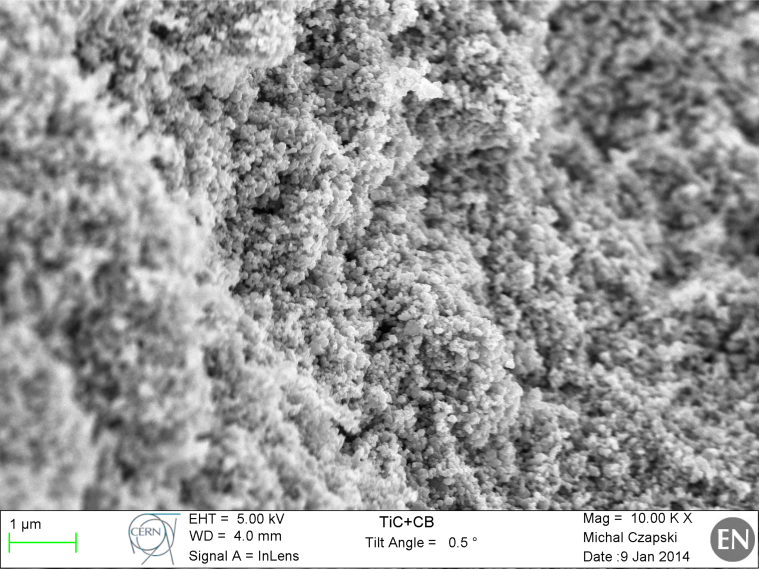 1 µm
CERN
EHT = 5.00 kV
WD = 4.0 mm
Signal A = InLens
TiC+CB
Tilt Angle = 0.5 °
Mag = 10.00 K X
Michal Czapski
Date :9 Jan 2014
EN